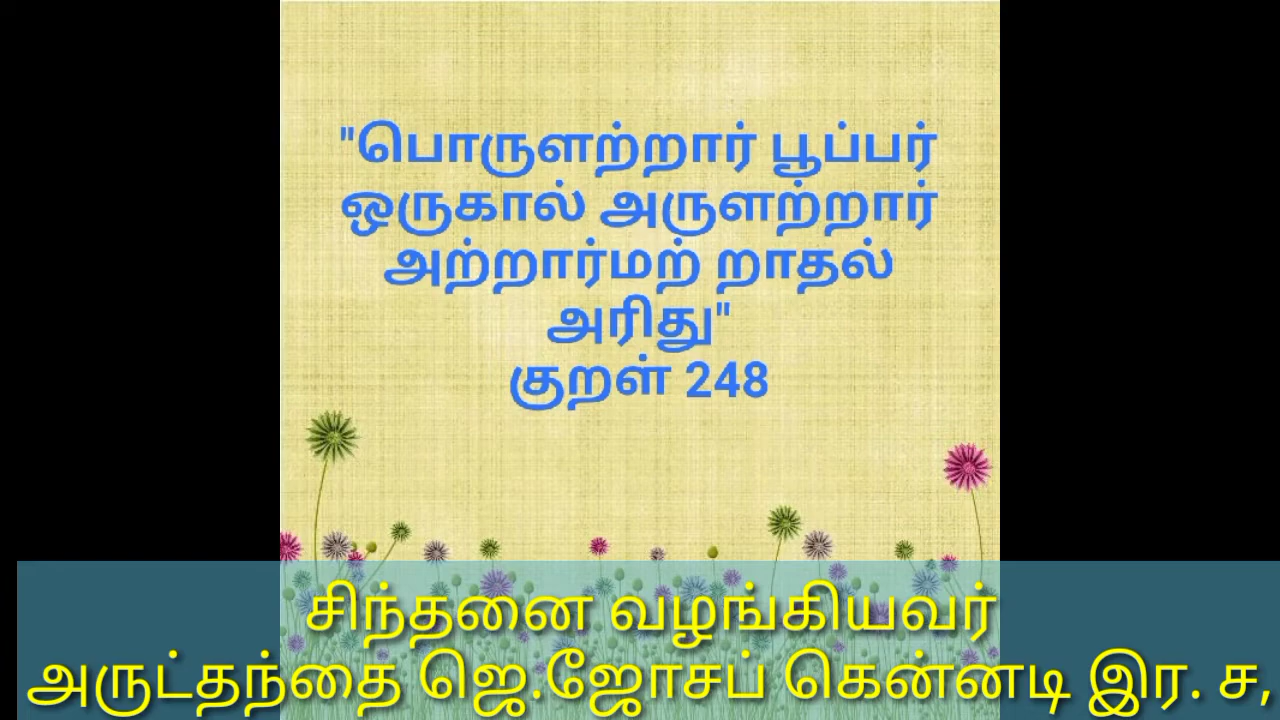 "பொருளற்றார் பூப்பர்
ஒருகால் அருளற்றார்
அற்றார்மற் றாதல்
அரிது"
குறள் 248
சிந்தனை வழங்கியவர்
அருட்தந்தை ஜெ.ஜோசப் கென்னடி இர. ச,